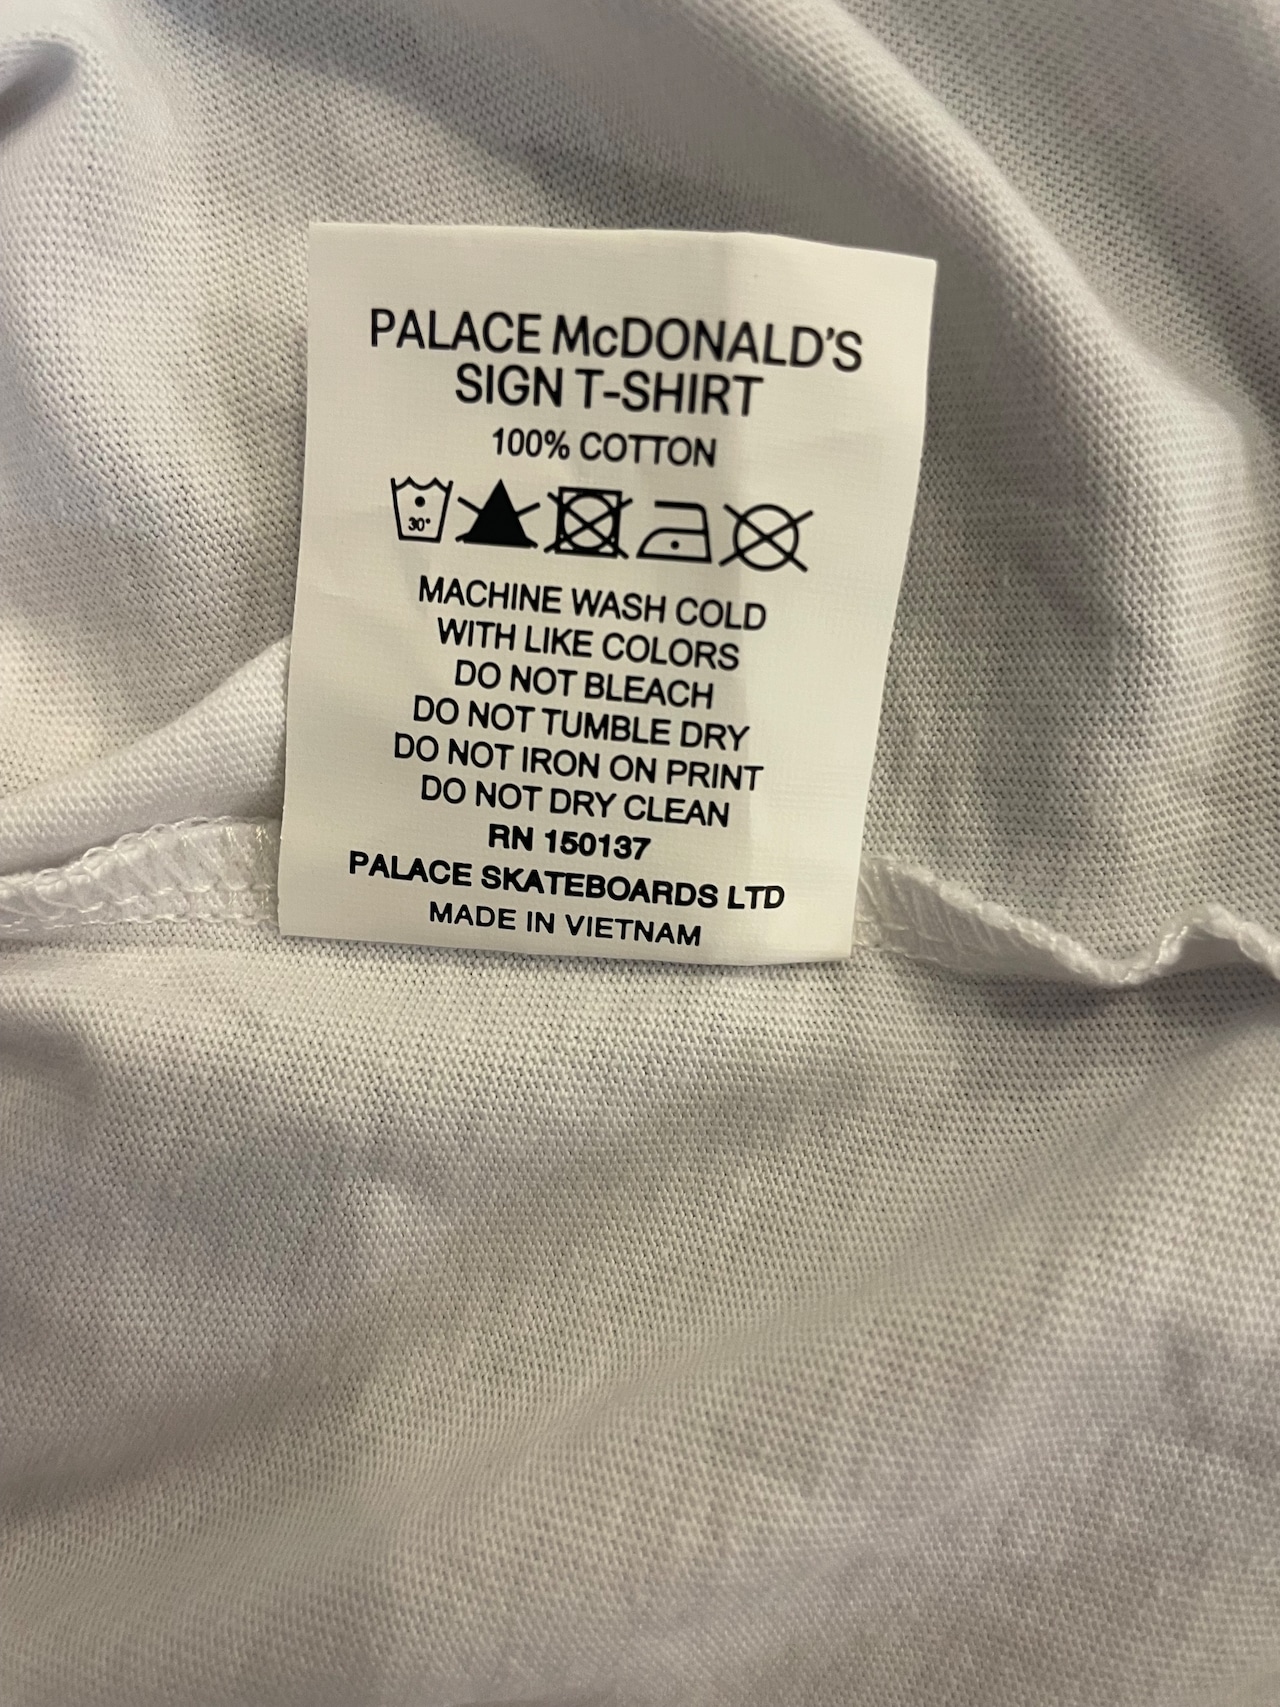 PALACE McDONALD'S
SIGN T-SHIRT
100% COTTON
30°
MACHINE WASH COLD
WITH LIKE COLORS
DO NOT BLEACH
DO NOT TUMBLE DRY
DO NOT IRON ON PRINT
DO NOT DRY CLEAN
RN 150137
PALACE SKATEBOARDS LTD
MADE IN VIETNAM